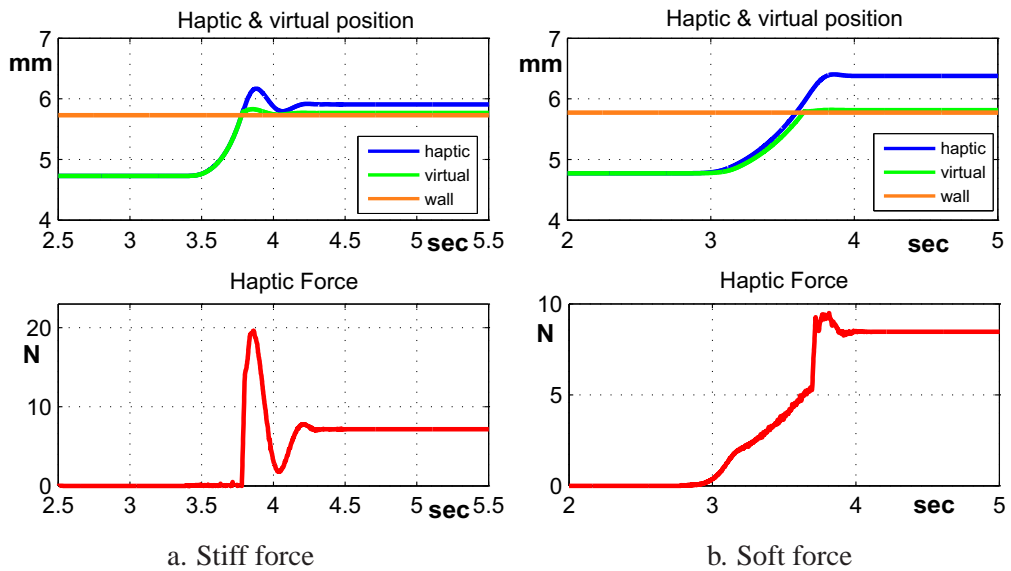 Haptic & virtual position
7
mm
6
5
4
haptic
virtual
wall
2.5 3 3.5 4 4.5 5 sec 5.5
Haptic Force
20
N
10
0
2.5 3 3.5 4 4.5 5 sec 5.5
a. Stiff force
Haptic & virtual position
7
mm
6
5
4
haptic
virtual
wall
2 3 4 sec 5
Haptic Force
10
N
5
0
2 3 4 sec 5
b. Soft force